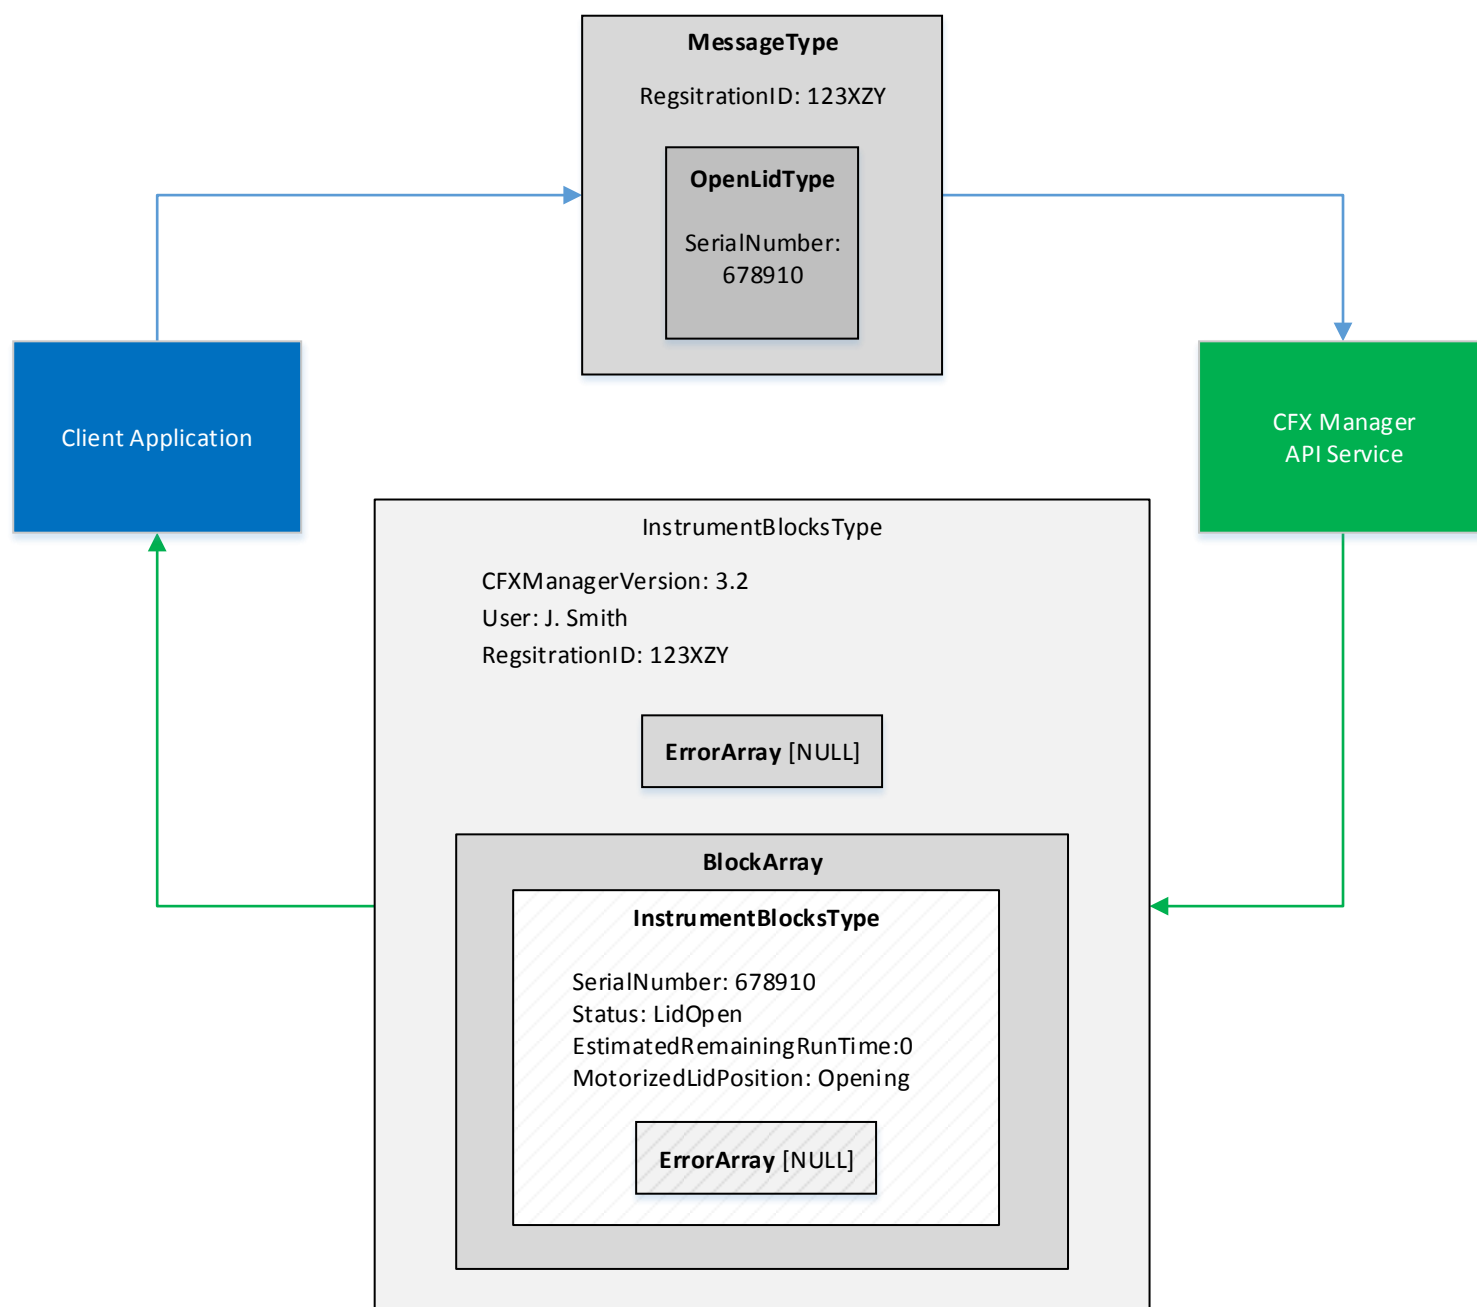 MessageType
RegsitrationID: 123XZY
OpenLidType
SerialNumber:
678910
Client Application
CFX Manager
API Service
InstrumentBlocksType
CFXManagerVersion: 3.2
User: J. Smith
RegsitrationID: 123XZY
ErrorArray [NULL]
BlockArray
InstrumentBlocksType
SerialNumber: 678910
Status: LidOpen
EstimatedRemainingRunTime:0
MotorizedLidPosition: Opening
ErrorArray [NULL]